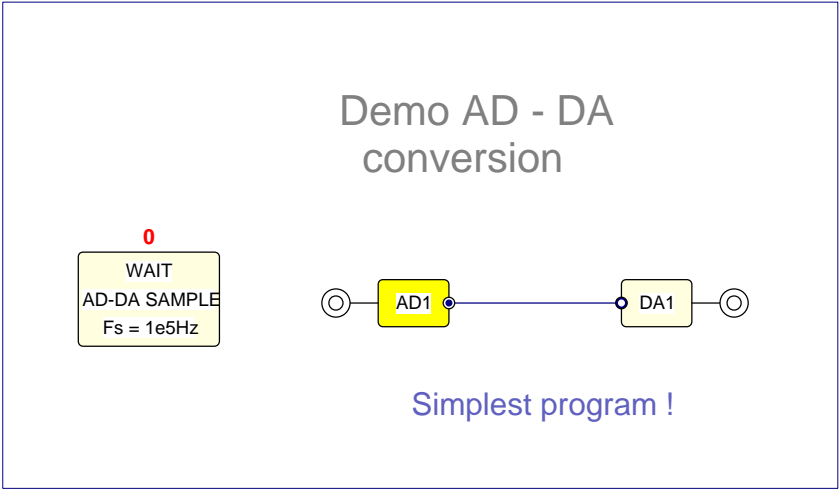 Demo AD - DA
conversion
0
WAIT
AD-DA SAMPLE
Fs = 1e5Hz
AD1
DA1
Simplest program !